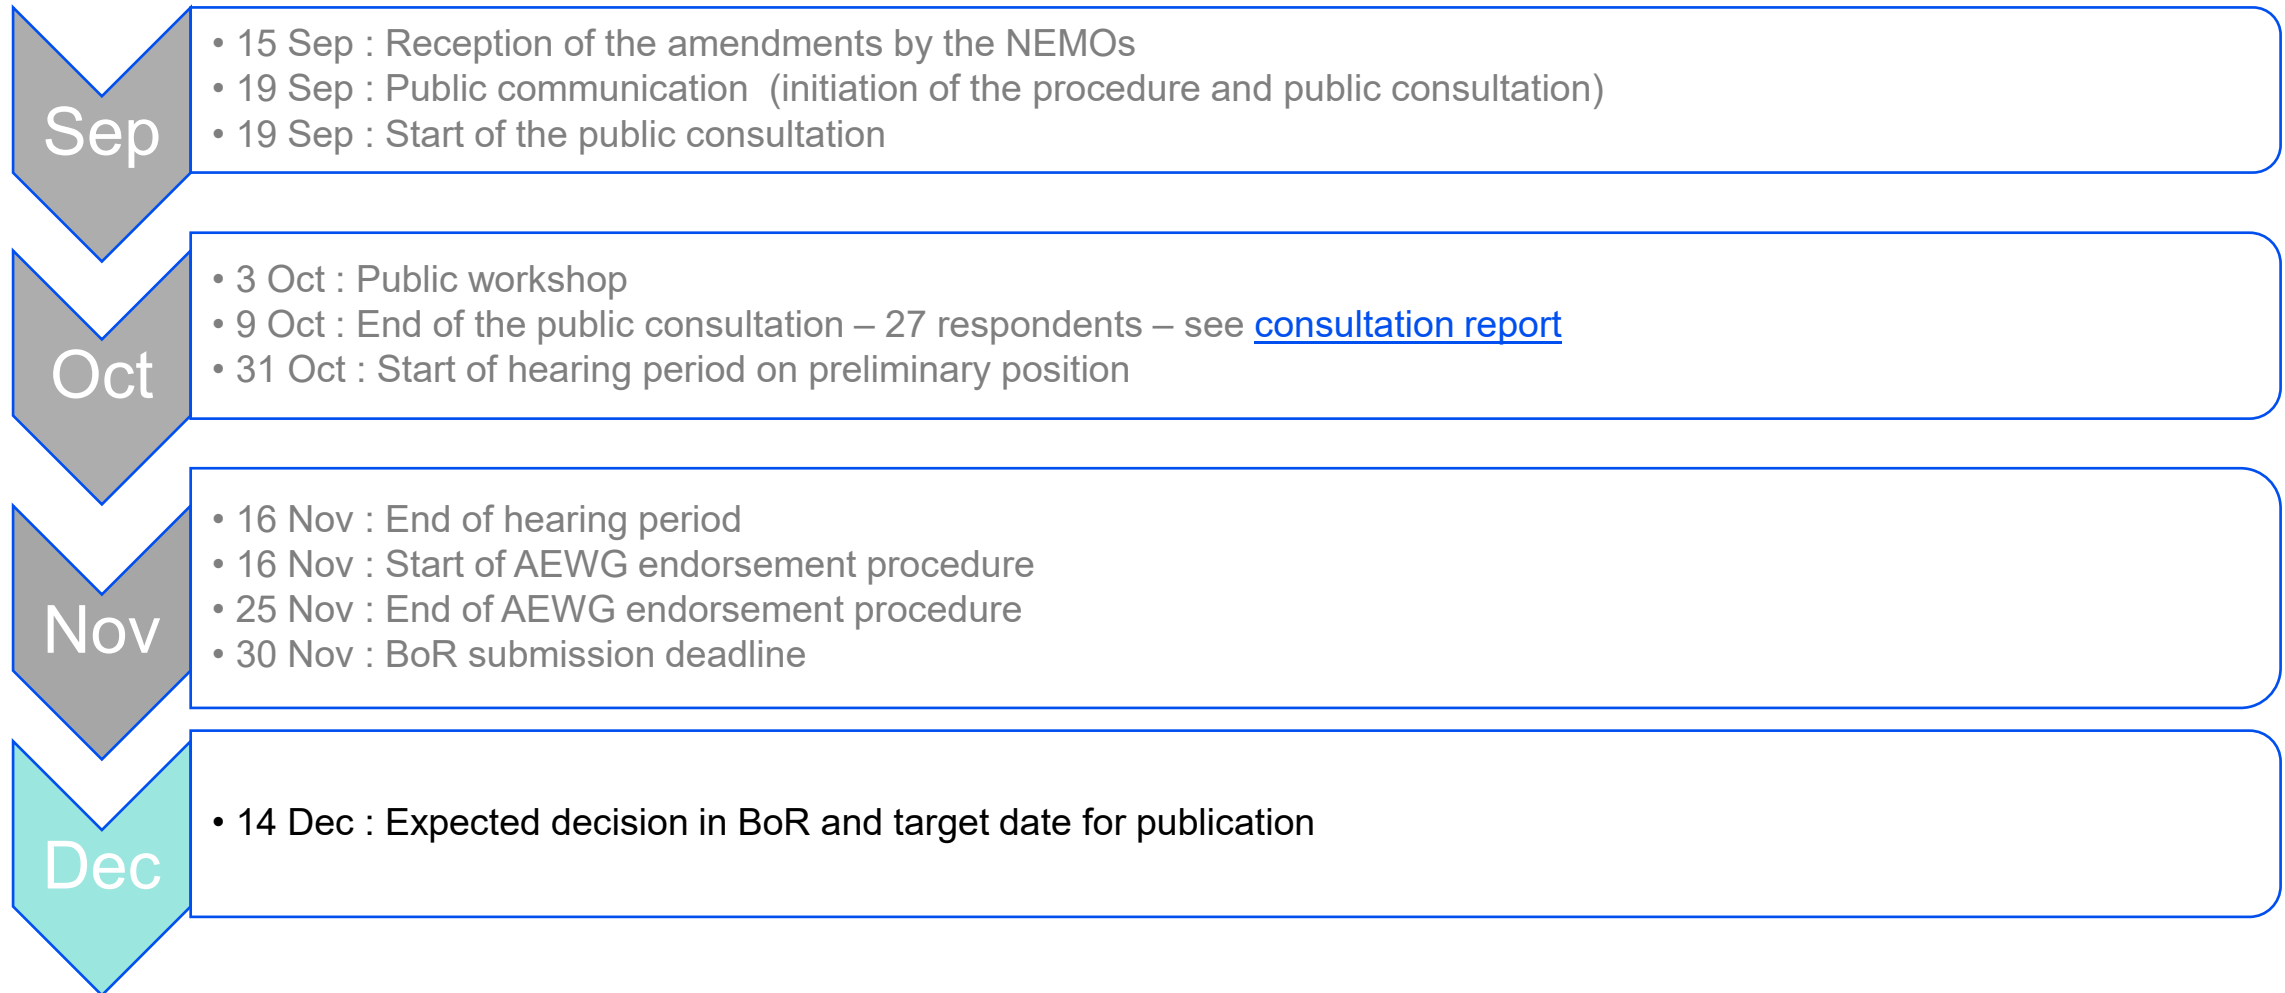 Sep
• 15 Sep : Reception of the amendments by the NEMOs
• 19 Sep : Public communication  (initiation of the procedure and public consultation)
• 19 Sep : Start of the public consultation
Oct
• 3 Oct : Public workshop
• 9 Oct : End of the public consultation – 27 respondents – see consultation report
• 31 Oct : Start of hearing period on preliminary position
Nov
• 16 Nov : End of hearing period
• 16 Nov : Start of AEWG endorsement procedure
• 25 Nov : End of AEWG endorsement procedure
• 30 Nov : BoR submission deadline
Dec
• 14 Dec : Expected decision in BoR and target date for publication